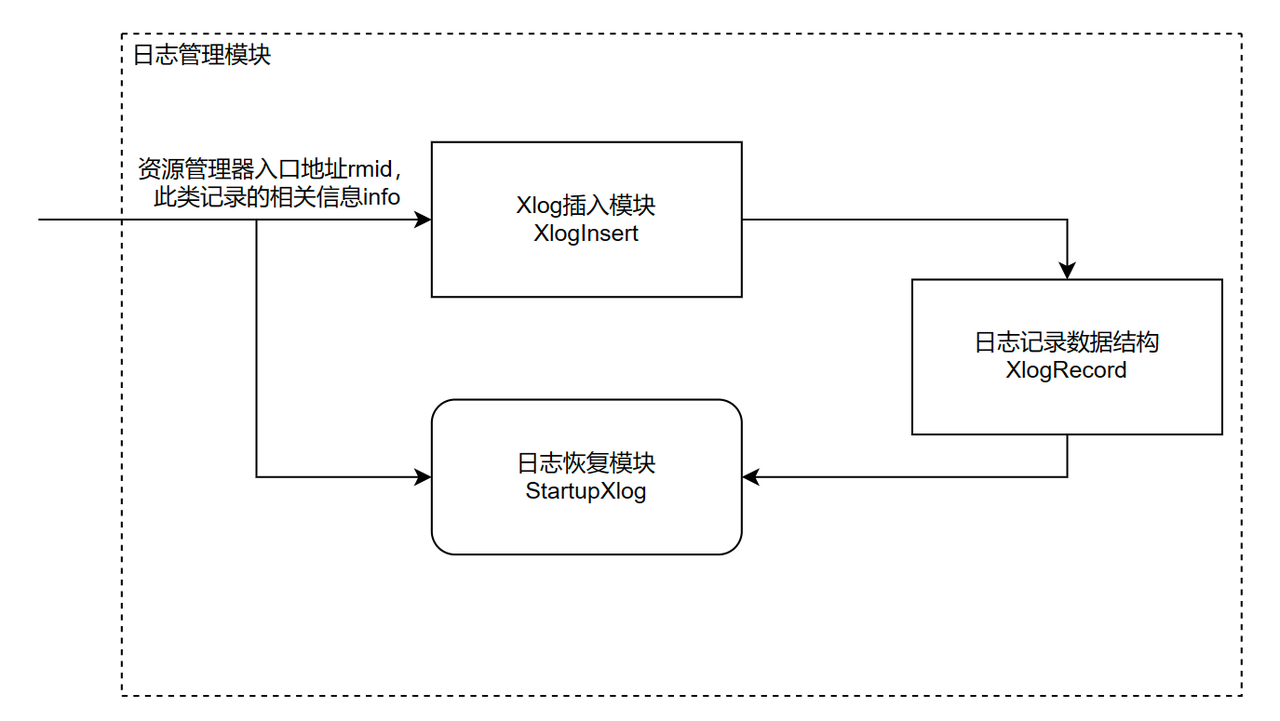 日志管理模块
资源管理器入口地址rmid，
此类记录的相关信息info
Xlog插入模块
XlogInsert
日志记录数据结构
XlogRecord
日志恢复模块
StartupXlog